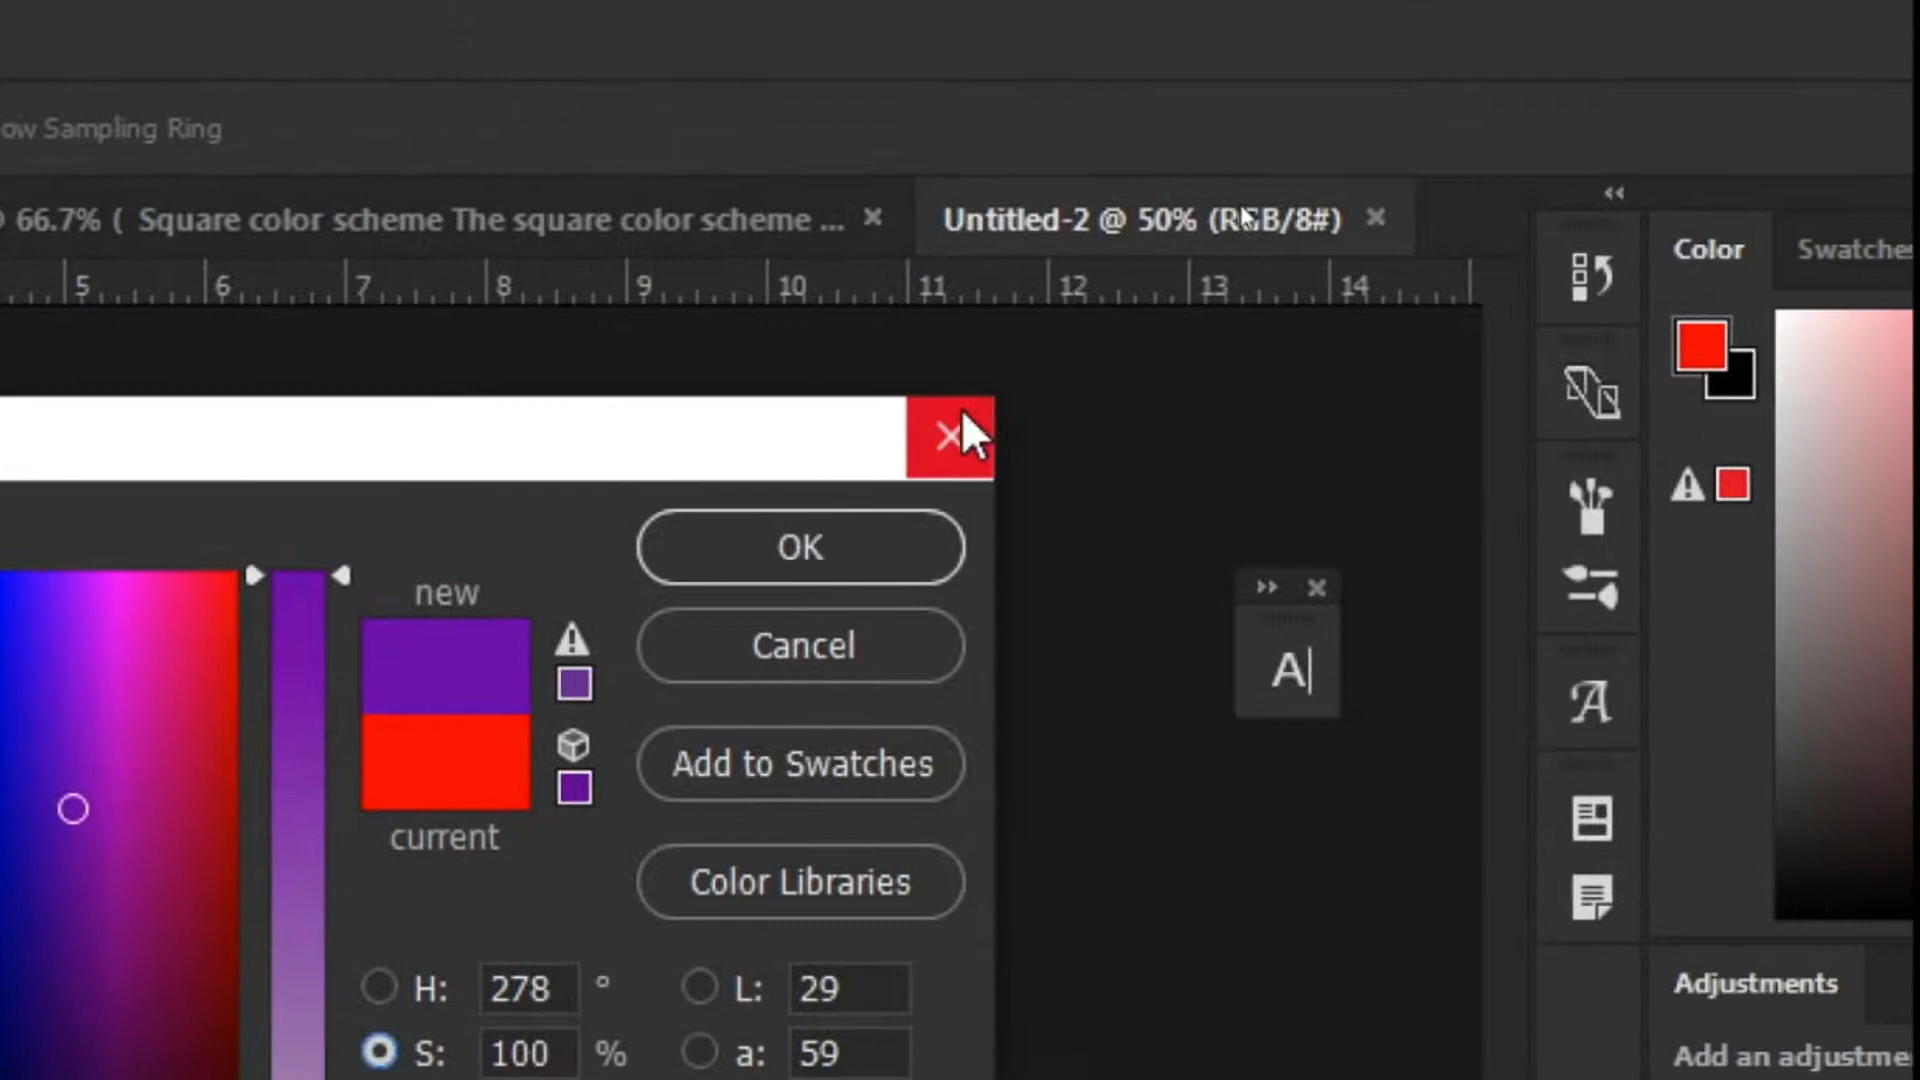 ow Sampling Ring
66.7% ( Square color scheme The square color scheme ... ×
Untitled-2 @ 50% (RGB/8#) ×
5 6 7 8 9 10 11 12 13 14
Color Swatches
new
current
OK
Cancel
Add to Swatches
Color Libraries
A
A
H: 278 °
L: 29
S: 100 %
a: 59
Adjustments
Add an adjustme